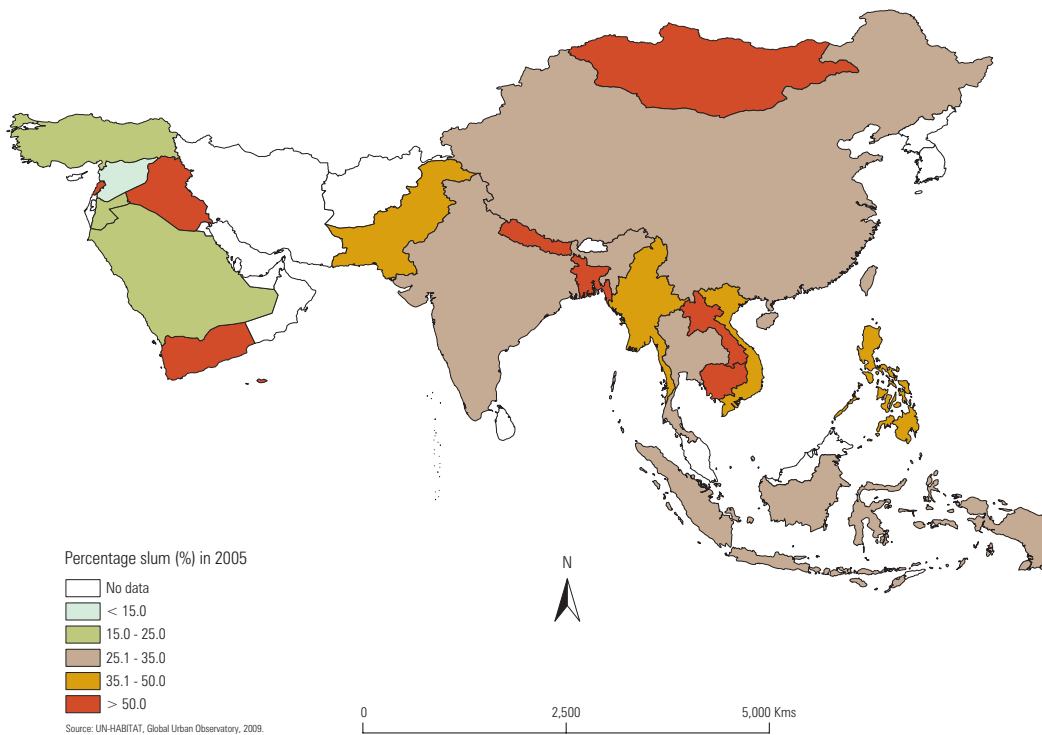 Percentage slum (%) in 2005
No data
< 15.0
15.0 - 25.0
25.1 - 35.0
35.1 - 50.0
> 50.0
Source: UN-HABITAT, Global Urban Observatory, 2009.
N
0 2,500 5,000 Kms